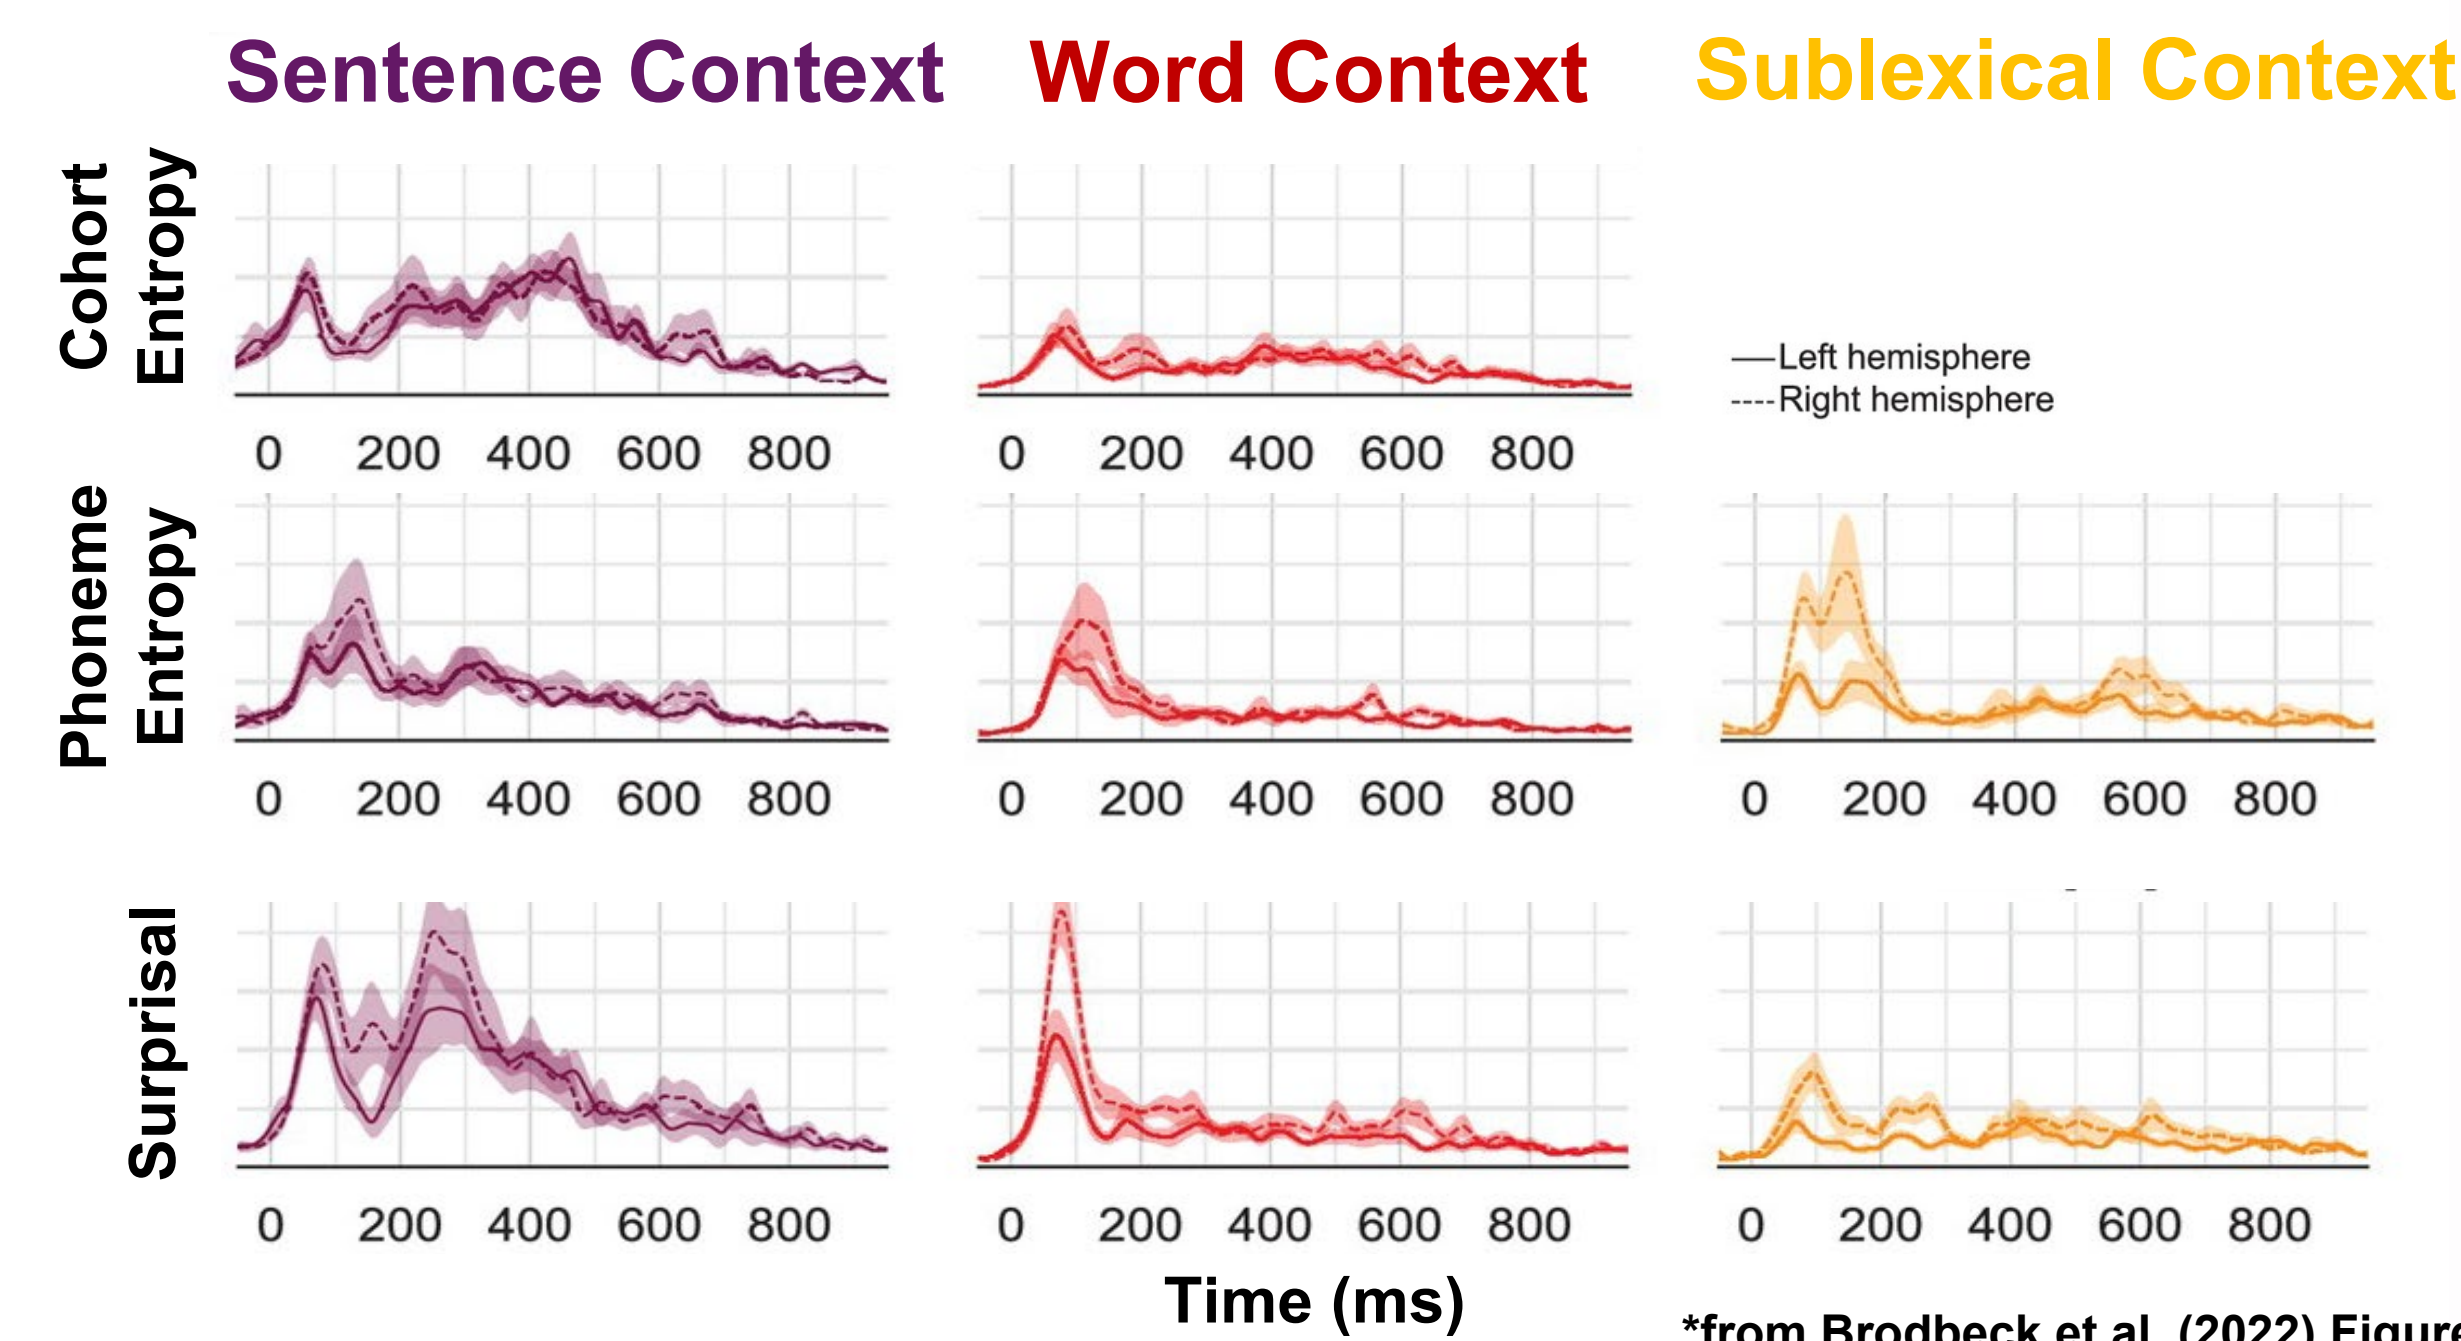 Sentence Context Word Context Sublexical Context
Cohort
Entropy
Left hemisphere
Right hemisphere
0 200 400 600 800 0 200 400 600 800
Phoneme
Entropy
0 200 400 600 800 0 200 400 600 800 0 200 400 600 800
Surprisal
0 200 400 600 800 0 200 400 600 800 0 200 400 600 800
Time (ms)
*from Brodbeck et al. (2022) Figure